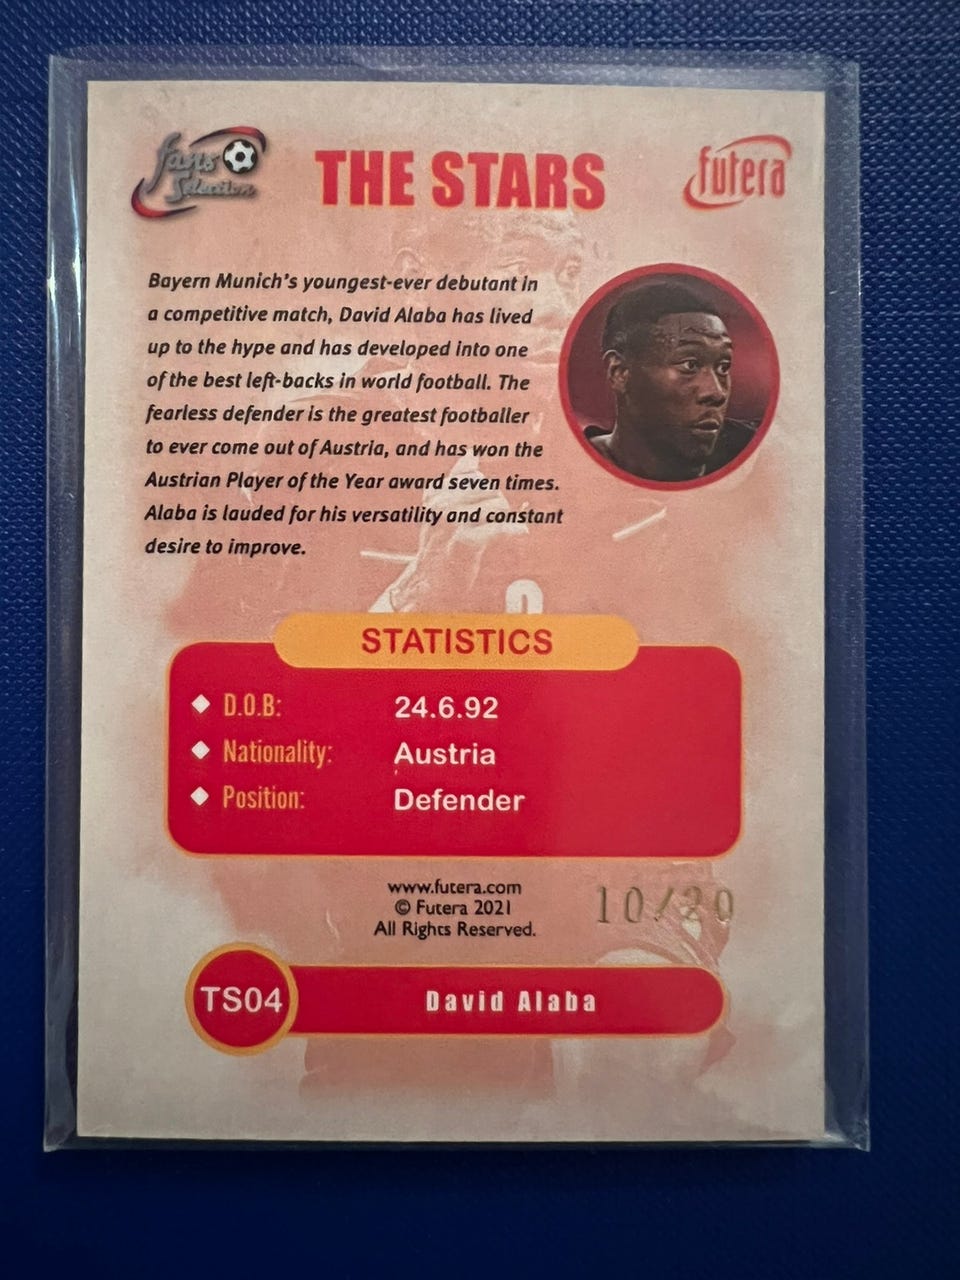 fans
Selection
THE STARS
futera
Bayern Munich's youngest-ever debutant in
a competitive match, David Alaba has lived
up to the hype and has developed into one
of the best left-backs in world football. The
fearless defender is the greatest footballer
to ever come out of Austria, and has won the
Austrian Player of the Year award seven times.
Alaba is lauded for his versatility and constant
desire to improve.
STATISTICS
D.O.B: 24.6.92
Nationality: Austria
Position: Defender
www.futera.com
© Futera 2021
All Rights Reserved.
10/20
TS04 David Alaba